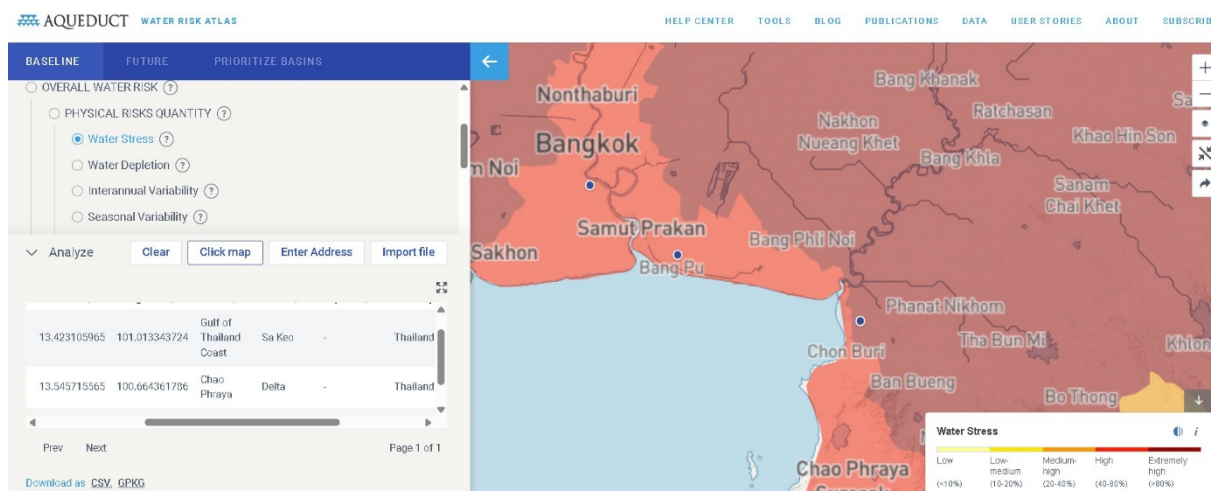 AQUEDUCT WATER RISK ATLAS
HELP CENTER TOOLS BLOG PUBLICATIONS DATA USER STORIES ABOUT SUBSCRIB
BASELINE FUTURE PRIORITIZE BASINS
OVERALL WATER RISK ?
PHYSICAL RISKS QUANTITY ?
Water Stress ?
Water Depletion ?
Interannual Variability ?
Seasonal Variability ?
Analyze Clear Click map Enter Address Import file
13.423105965 101.013343724 Gulf of Thailand Coast Sa Keo - Thailand
13.545715565 100.664361786 Chao Phraya Delta - Thailand
Prev Next Page 1 of 1
Download as CSV, GPKG
Nonthaburi
Bang Khanak
Bangkok
Nakhon
Nueang Khet
Ratchasan
Khao Hin Son
m Noi
Bang Khla
Sanam
Chai Khet
Samut Prakan
Sakhon
Bang Phli Noi
Bang Pu
Phanat Nikhom
Tha Bun Mi
Khlon
Chon Buri
Ban Bueng
Bo Thong
Chao Phraya
Water Stress i
Low Low-medium Medium-high High Extremely high
(<10%) (10-20%) (20-40%) (40-80%) (>80%)